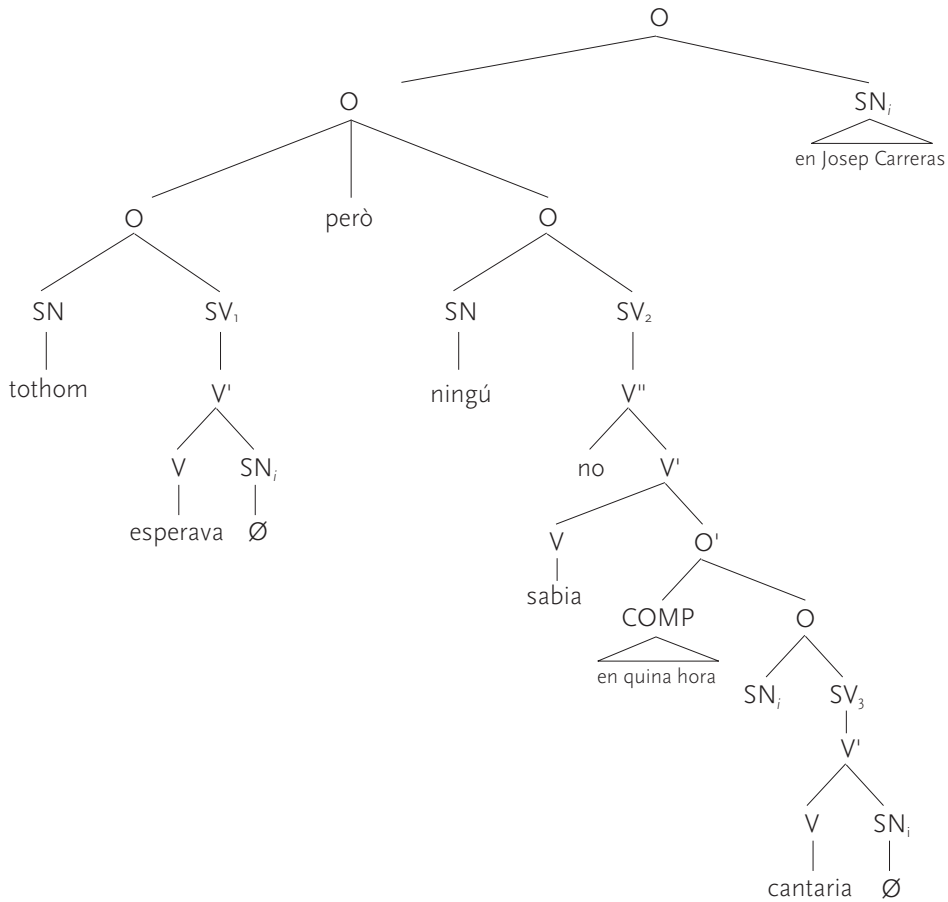 O
O SNᵢ
en Josep Carreras
O però O
SN SV₁ SN SV₂
tothom V' ningú V''
V SNᵢ no V'
esperava Ø V O'
sabia COMP O
en quina hora SNᵢ SV₃
V'
V SNᵢ
cantaria Ø